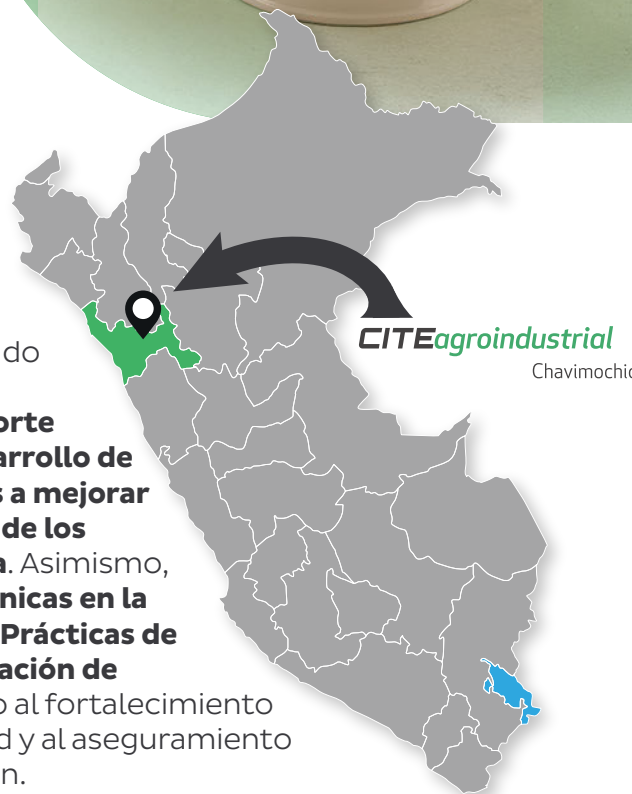 CITEagroindustrial
Chavimochic
do
orte
arrollo de
s a mejorar
de los
a. Asimismo,
nicas en la
Prácticas de
ación de
o al fortalecimiento
d y al aseguramiento
n.